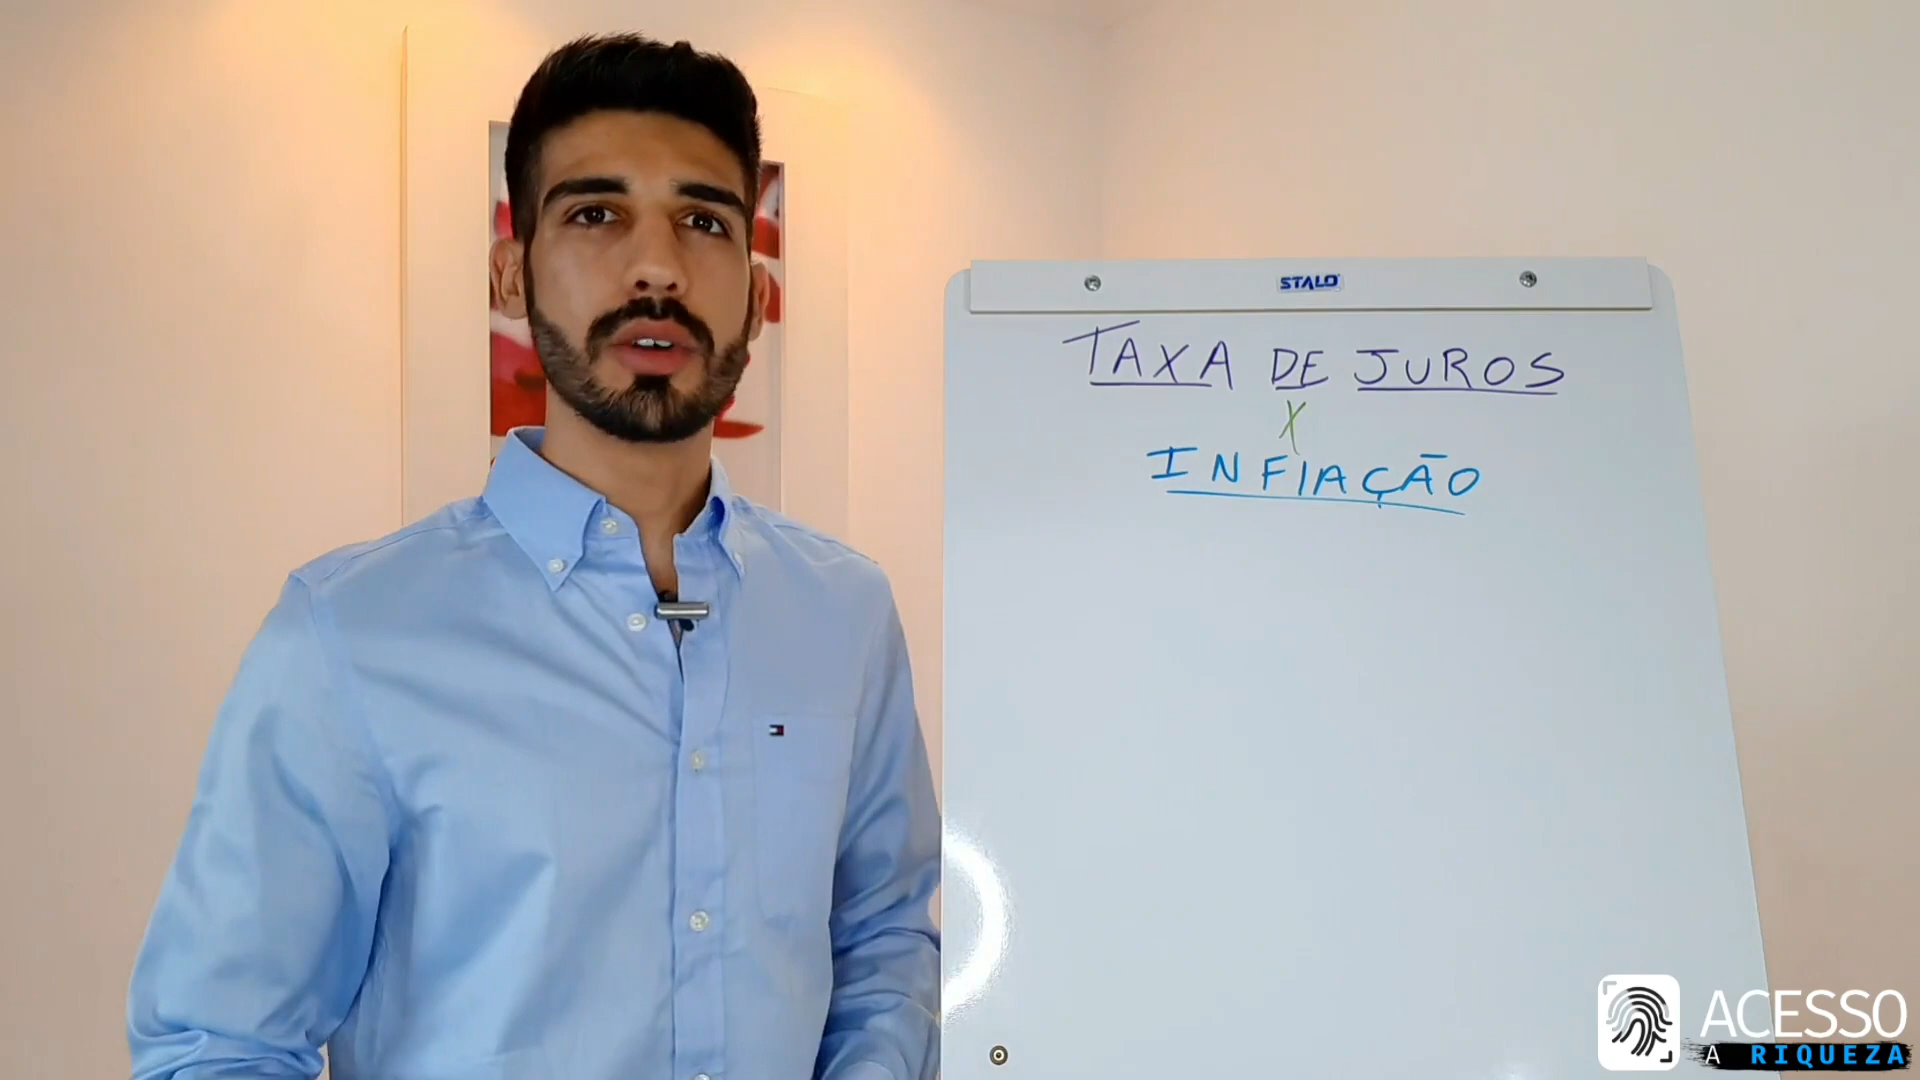 STALO
TAXA DE JUROS
X
INFIAÇÃO
ACESSO
A RIQUEZA